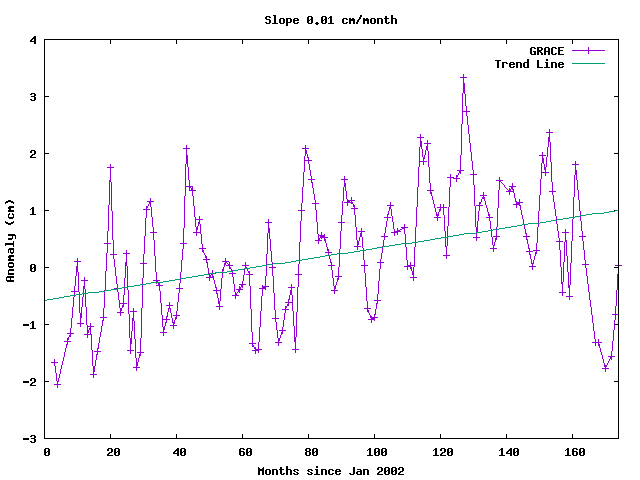 Slope 0.01 cm/month
GRACE
Trend Line
Anomaly (cm)
4
3
2
1
0
-1
-2
-3
0 20 40 60 80 100 120 140 160
Months since Jan 2002